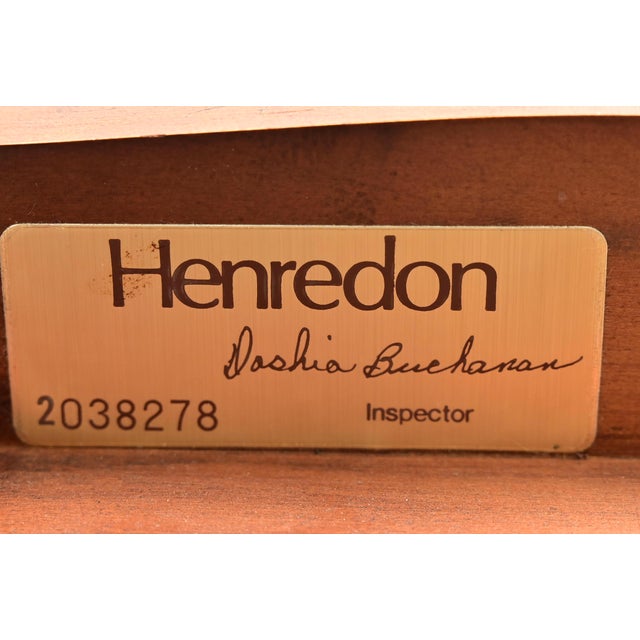 Henredon
Doshia Buchanan
2038278 Inspector